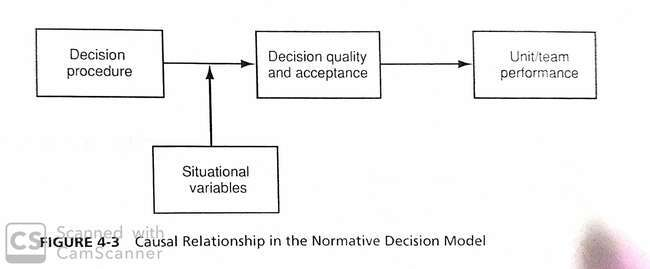 Decision
procedure
Decision quality
and acceptance
Unit/team
performance
Situational
variables
CS Scanned with
CamScanner
FIGURE 4-3 Causal Relationship in the Normative Decision Model